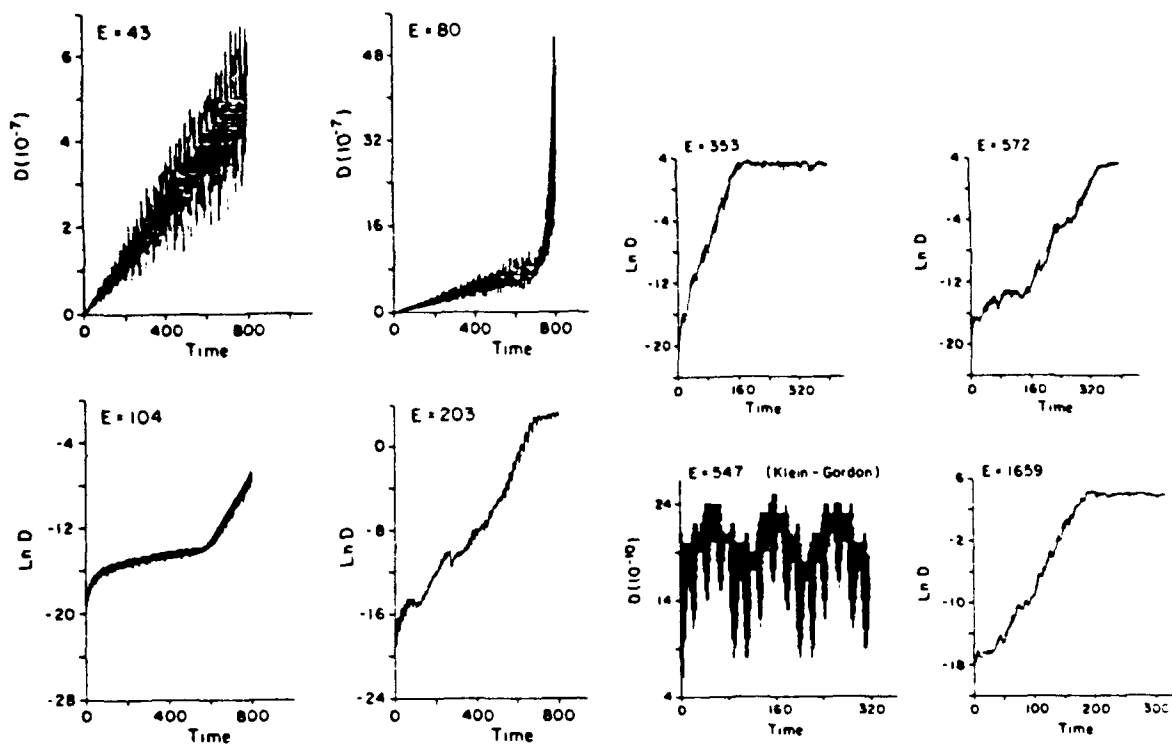 E = 43
6
4
2
0
D(10⁻⁷)
0
400
800
Time
E = 80
48
32
16
0
D(10⁻⁷)
0
400
800
Time
E = 353
4
-4
-12
-20
Ln D
0
160
320
Time
E = 572
4
-4
-12
-20
Ln D
0
160
320
Time
E = 104
-4
-12
-20
-28
Ln D
0
400
800
Time
E = 203
0
-8
-16
-24
Ln D
0
400
800
Time
E = 547 (Klein-Gordon)
24
14
4
D(10⁻¹⁰)
0
160
320
Time
E = 1659
6
-2
-10
-18
Ln D
0
100
200
300
Time